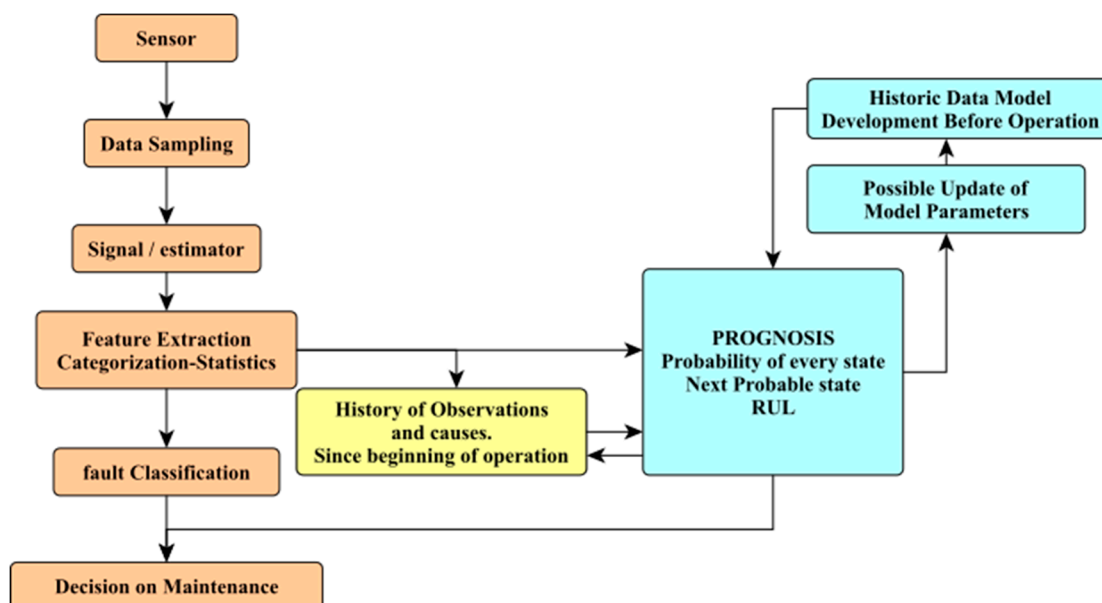 Sensor
Data Sampling
Signal / estimator
Feature Extraction
Categorization-Statistics
fault Classification
Decision on Maintenance
History of Observations
and causes.
Since beginning of operation
Historic Data Model
Development Before Operation
Possible Update of
Model Parameters
PROGNOSIS
Probability of every state
Next Probable state
RUL